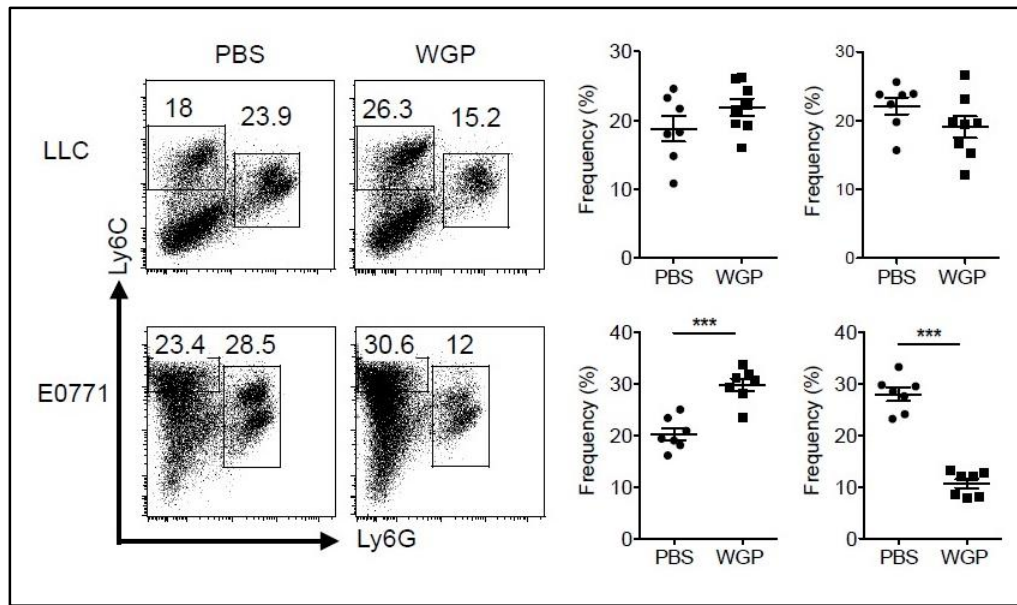 PBS WGP
LLC
18 23.9
26.3 15.2
Ly6C
E0771
23.4 28.5
30.6 12
Ly6G
Frequency (%)
30
20
10
0
PBS WGP
Frequency (%)
30
20
10
0
PBS WGP
Frequency (%)
40
30
20
10
0
***
PBS WGP
Frequency (%)
40
30
20
10
0
***
PBS WGP